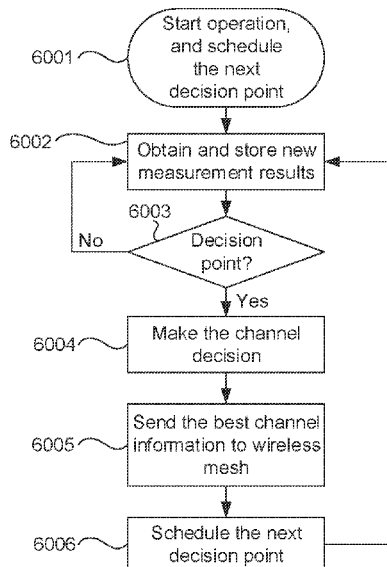 6001
Start operation,
and schedule
the next
decision point
6002
Obtain and store new
measurement results
6003
No
Decision
point?
Yes
6004
Make the channel
decision
6005
Send the best channel
information to wireless
mesh
6006
Schedule the next
decision point